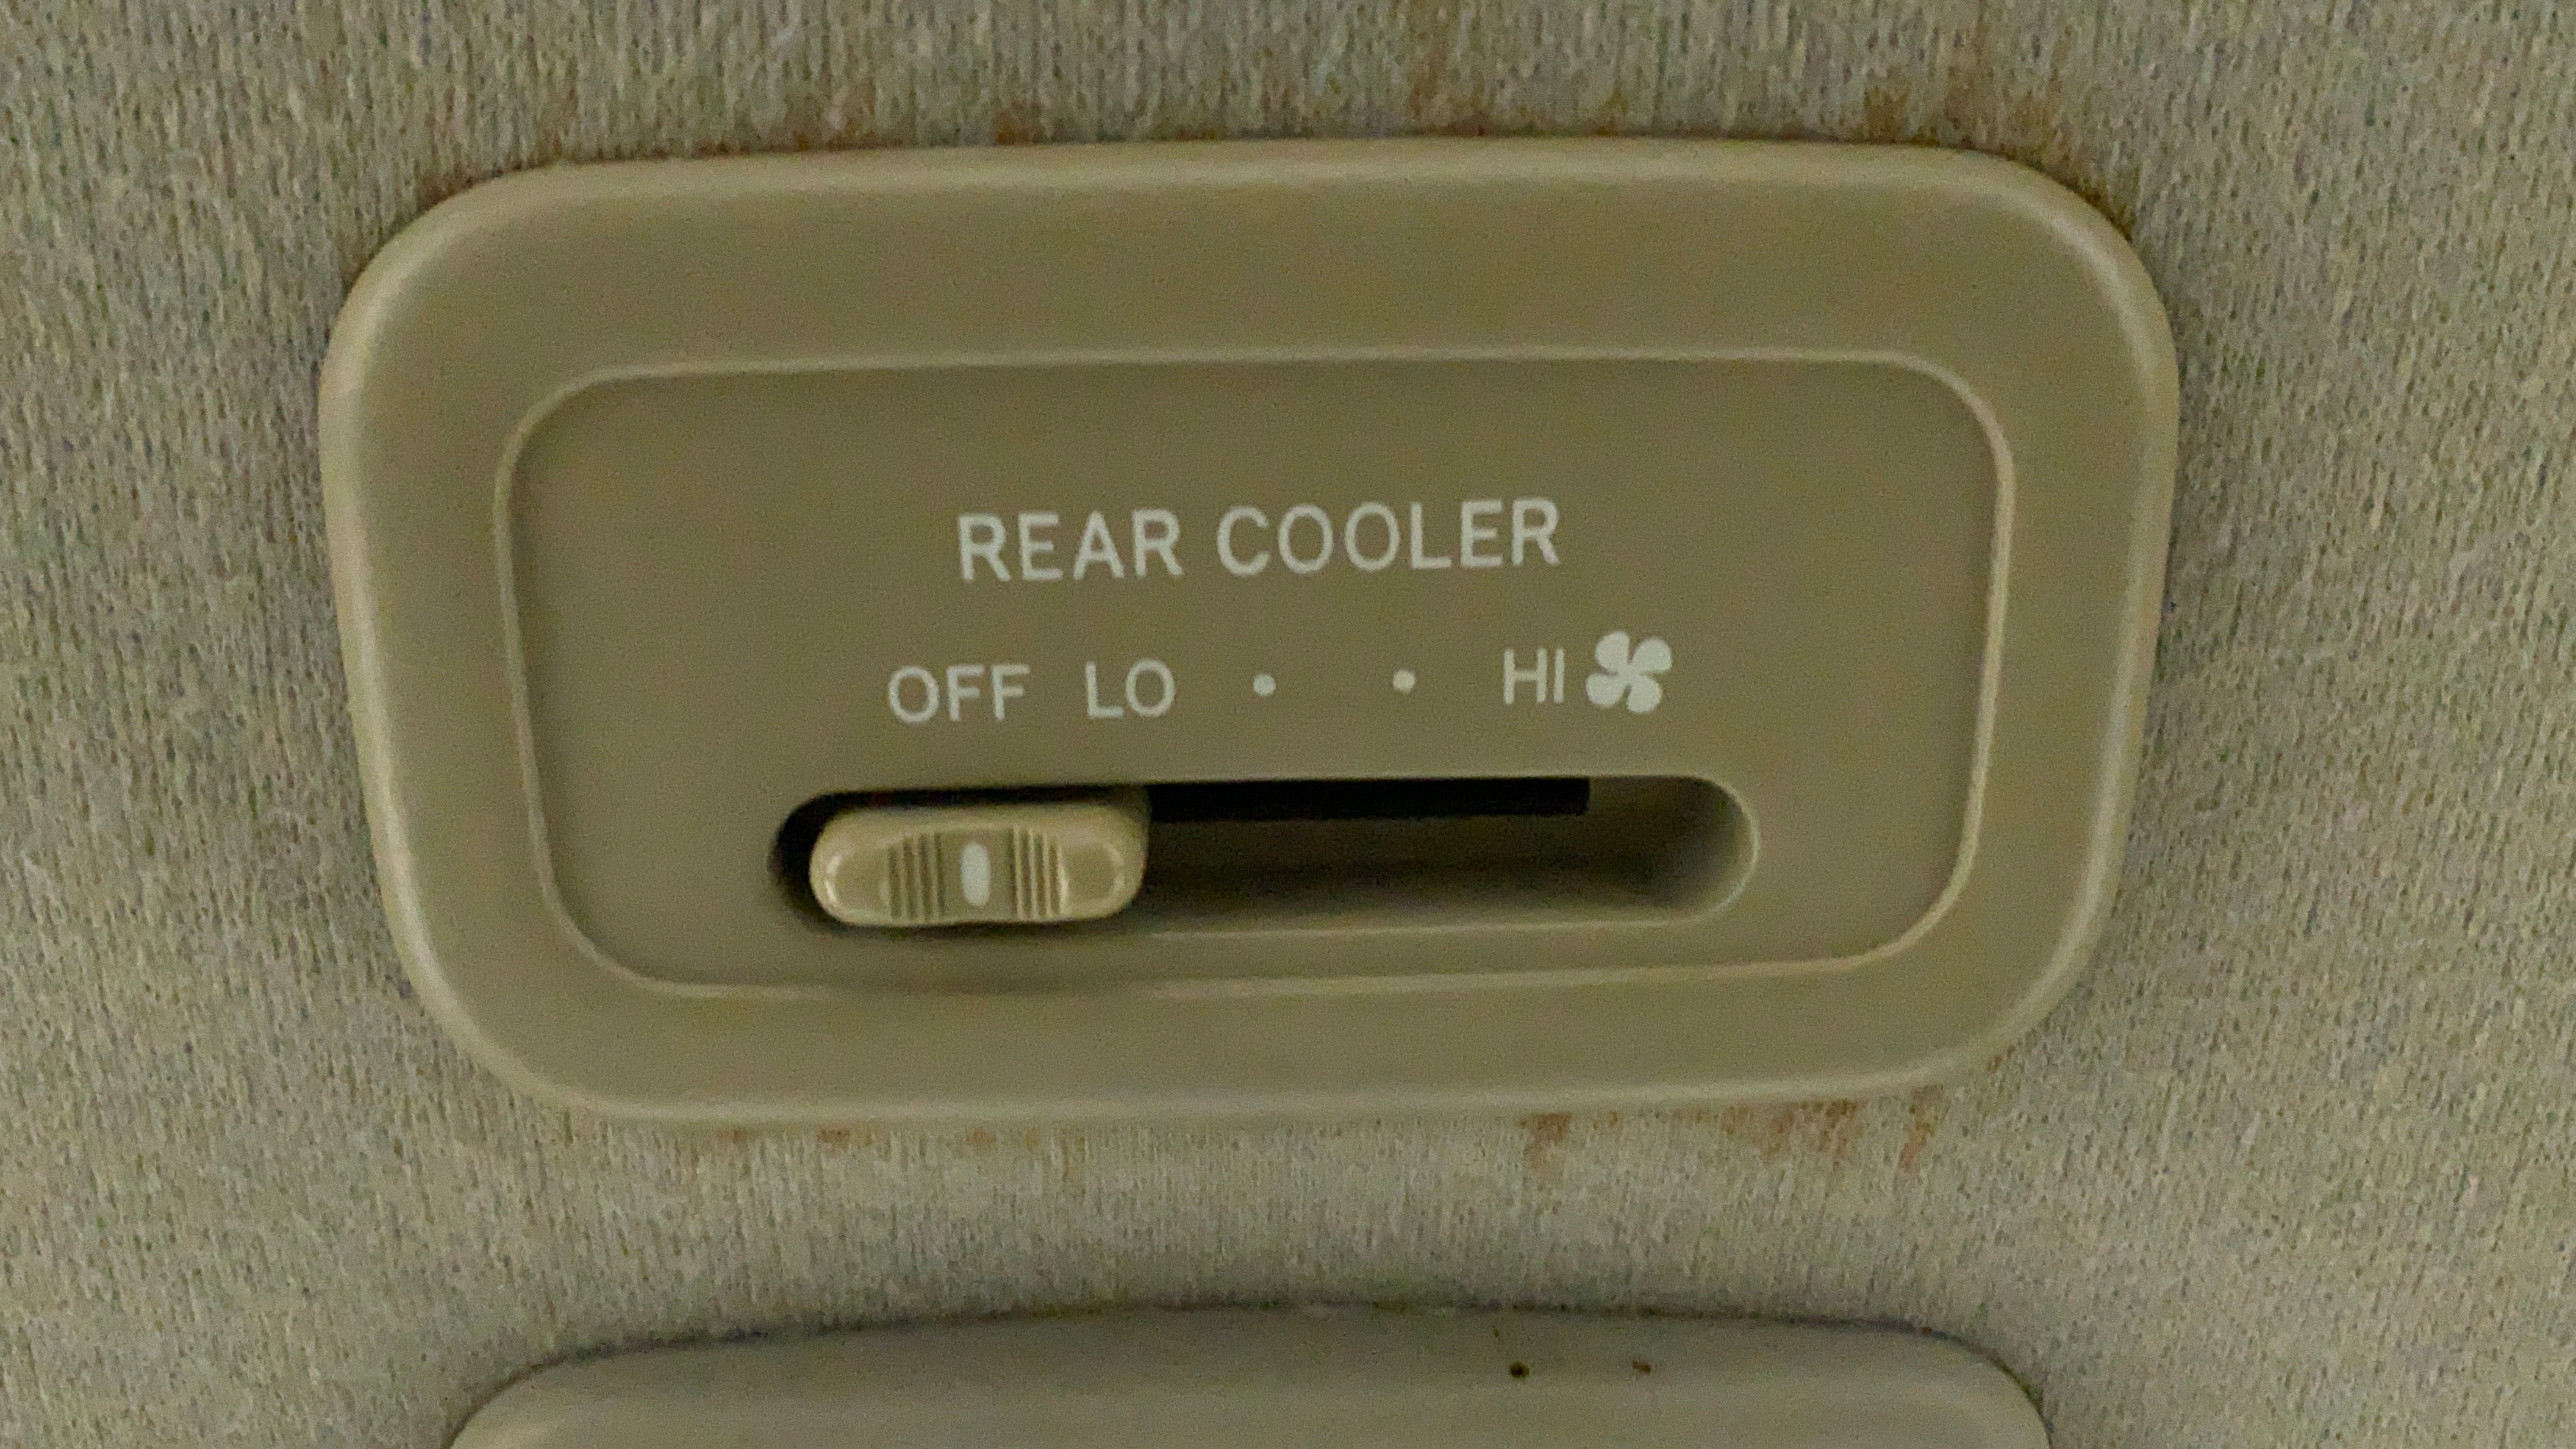 REAR COOLER
OFF LO • • HI